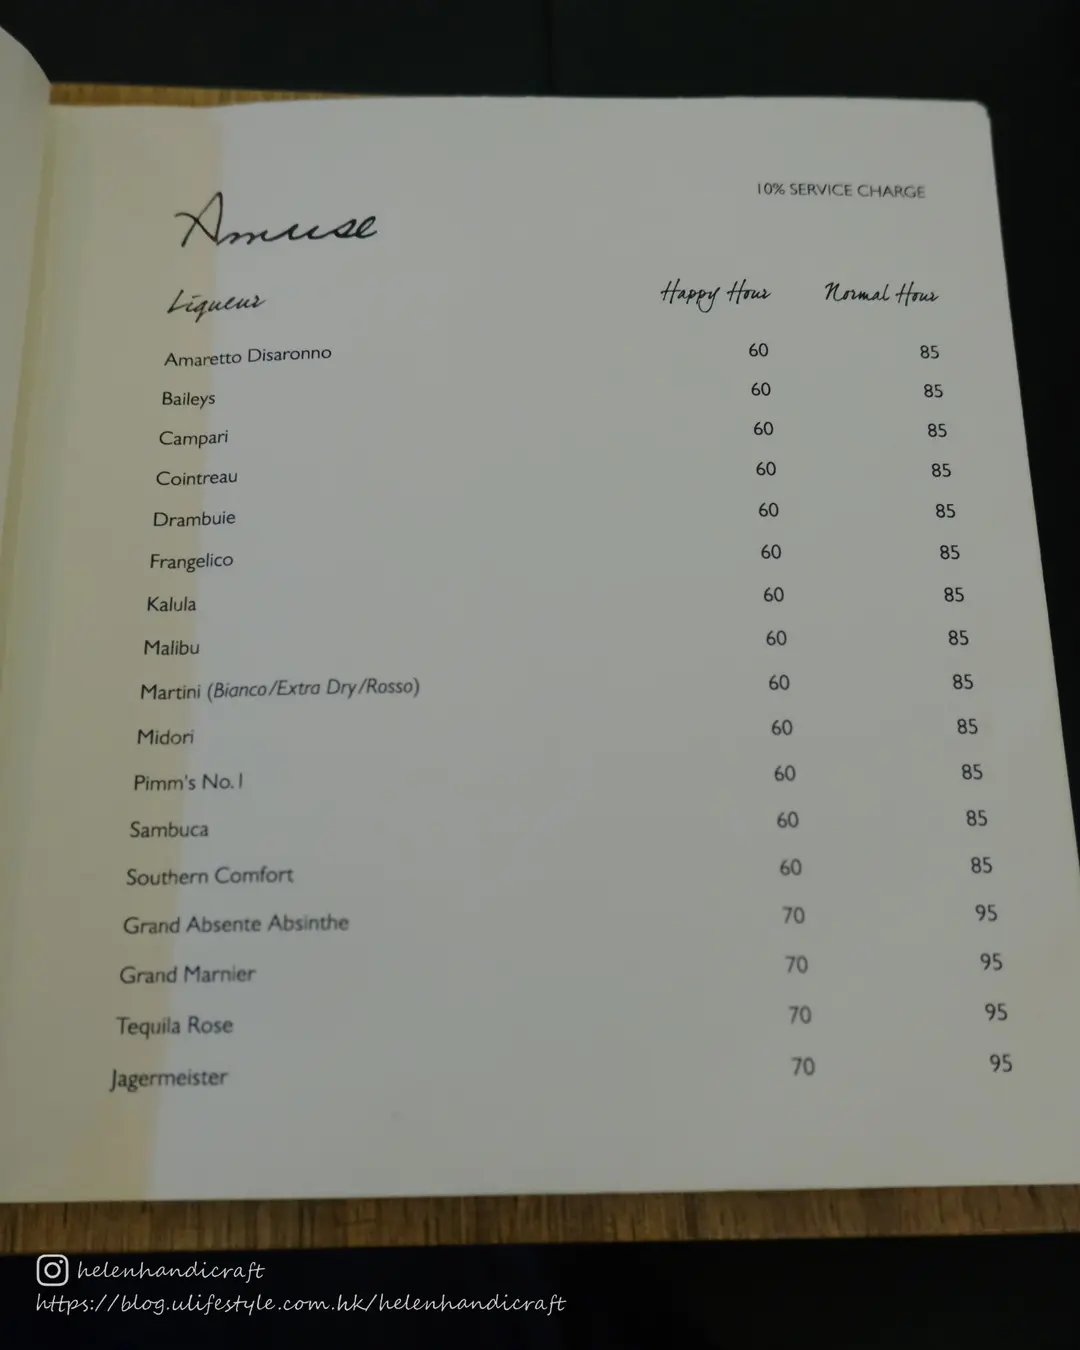 10% SERVICE CHARGE
Amuse
Liqueur Happy Hour Normal Hour
Amaretto Disaronno 60 85
Baileys 60 85
Campari 60 85
Cointreau 60 85
Drambuie 60 85
Frangelico 60 85
Kalula 60 85
Malibu 60 85
Martini (Bianco/Extra Dry/Rosso) 60 85
Midori 60 85
Pimm's No.1 60 85
Sambuca 60 85
Southern Comfort 60 85
Grand Absente Absinthe 70 95
Grand Marnier 70 95
Tequila Rose 70 95
Jagermeister 70 95
helenhandicraft
https://blog.ulifestyle.com.hk/helenhandicraft